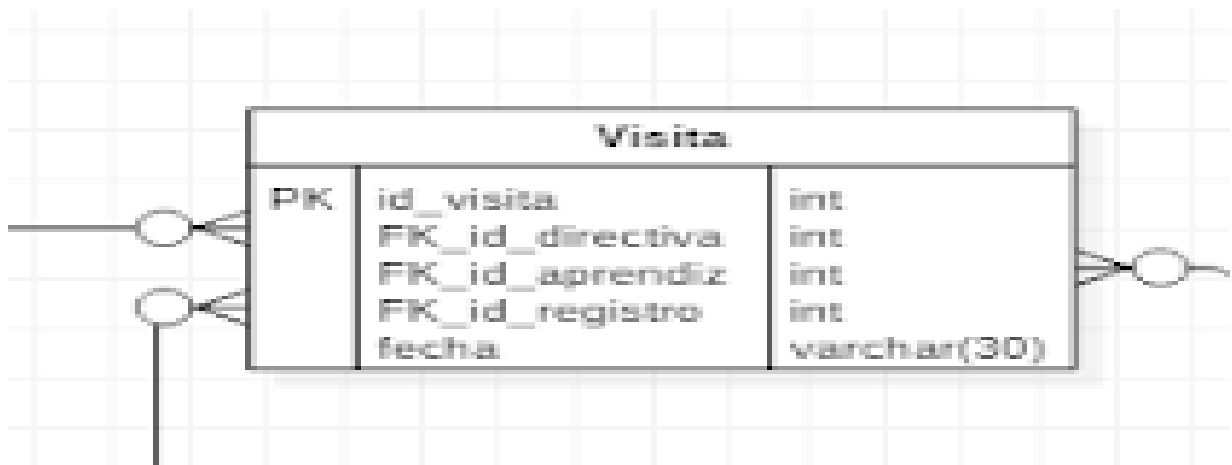 Visita
PK id_visita int
FK_id_directiva int
FK_id_aprendiz int
FK_id_registro int
fecha varchar(30)